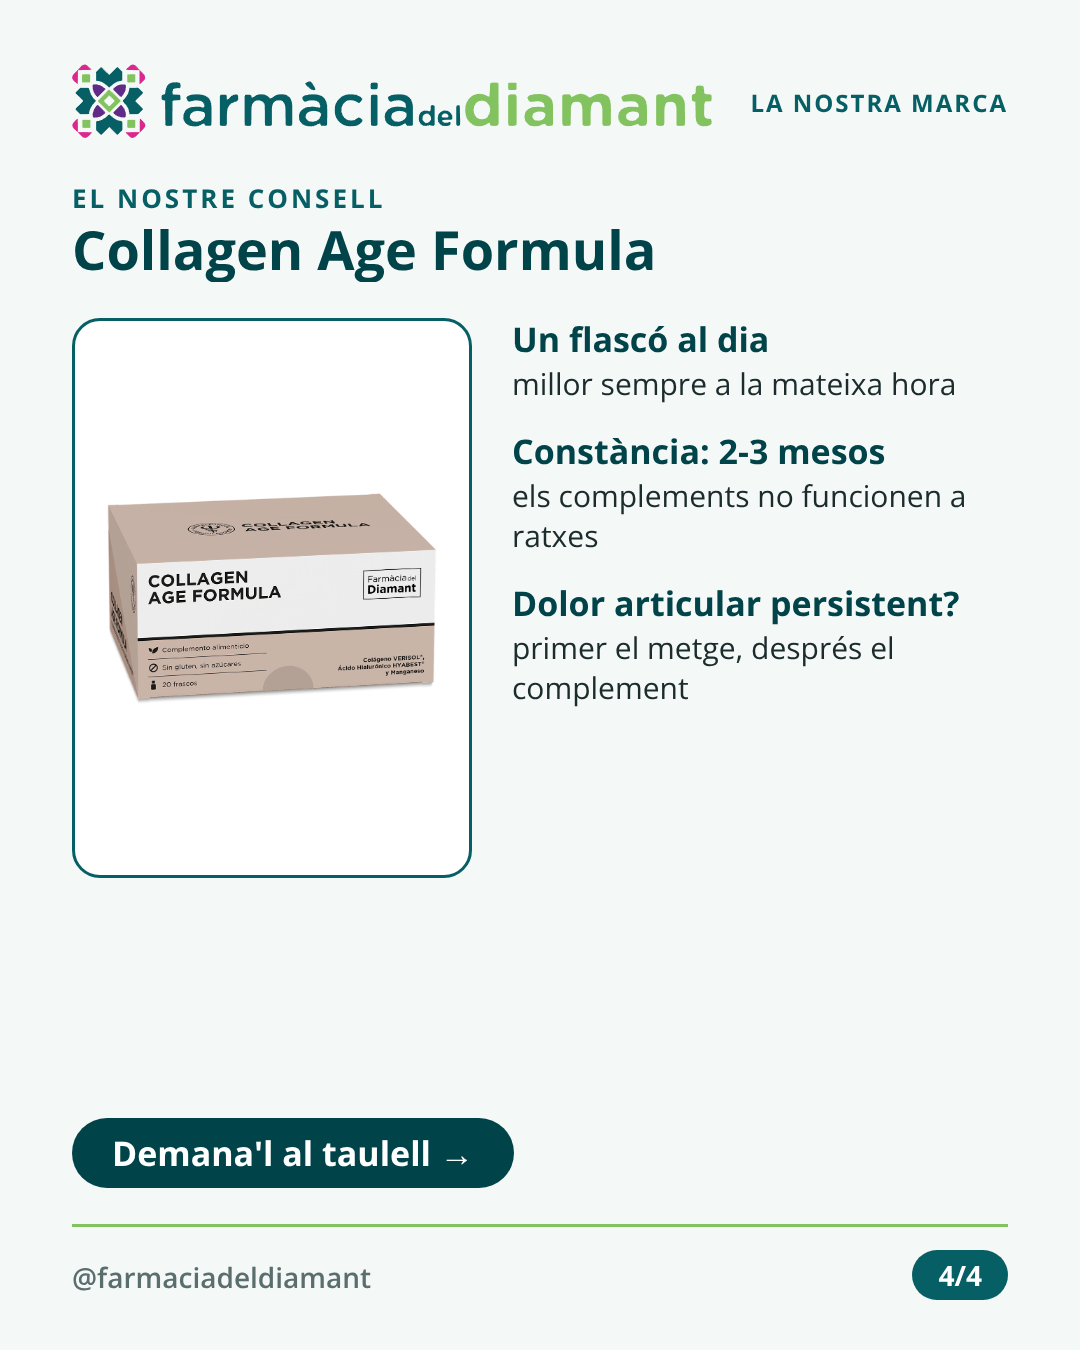 farmàciadeldiamant
LA NOSTRA MARCA
EL NOSTRE CONSELL
Collagen Age Formula
COLLAGEN
AGE FORMULA
COLLAGEN
AGE FORMULA
Farmàcia del
Diamant
Complemento alimenticio
Sin gluten, sin azúcares
20 frascos
Colágeno VERISOL®,
Ácido Hialurónico HYABEST®
y Manganeso
Un flascó al dia
millor sempre a la mateixa hora
Constància: 2-3 mesos
els complements no funcionen a
ratxes
Dolor articular persistent?
primer el metge, després el
complement
Demana'l al taulell →
@farmaciadeldiamant
4/4